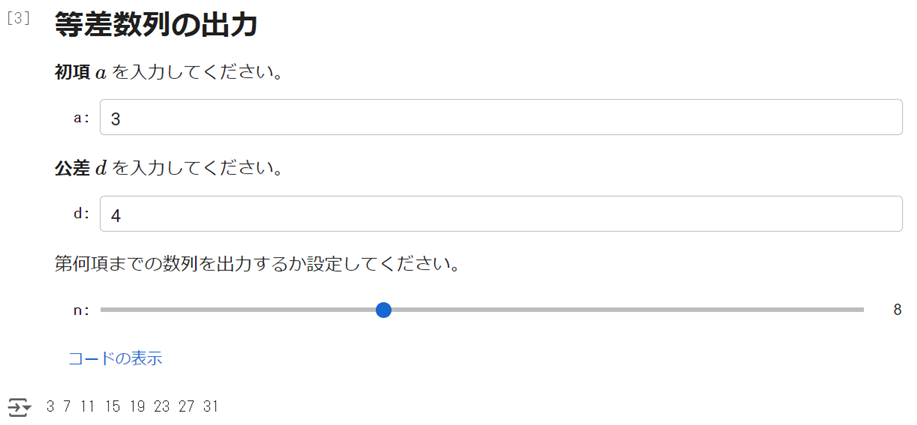 [3] 等差数列の出力
初項 a を入力してください。
a: 3
公差 d を入力してください。
d: 4
第何項までの数列を出力するか設定してください。
n: 8
コードの表示
3 7 11 15 19 23 27 31